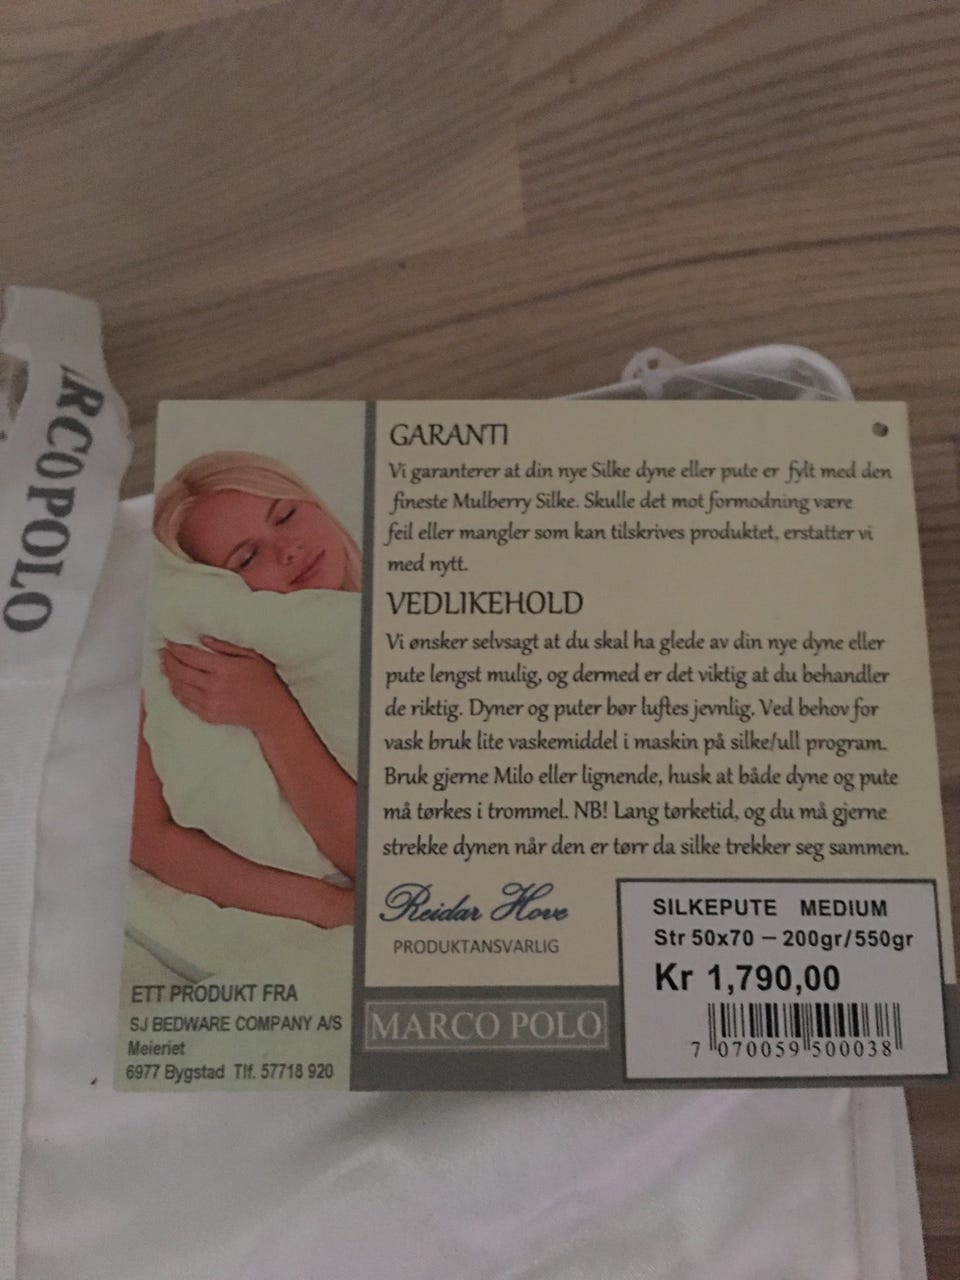 RCOPOLO
GARANTI
Vi garanterer at din nye Silke dyne eller pute er fylt med den
fineste Mulberry Silke. Skulle det mot formodning være
feil eller mangler som kan tilskrives produktet, erstatter vi
med nytt.
VEDLIKEHOLD
Vi ønsker selvsagt at du skal ha glede av din nye dyne eller
pute lengst mulig, og dermed er det viktig at du behandler
de riktig. Dyner og puter bør luftes jevnlig. Ved behov for
vask bruk lite vaskemiddel i maskin på silke/ull program.
Bruk gjerne Milo eller lignende, husk at både dyne og pute
må tørkes i trommel. NB! Lang tørketid, og du må gjerne
strekke dynen når den er tørr da silke trekker seg sammen.
Reidar Hove
PRODUKTANSVARLIG
ETT PRODUKT FRA
SJ BEDWARE COMPANY A/S
Meieriet
6977 Bygstad Tlf. 57718 920
MARCO POLO
SILKEPUTE MEDIUM
Str 50x70 – 200gr/550gr
Kr 1,790,00
7 070059 500038